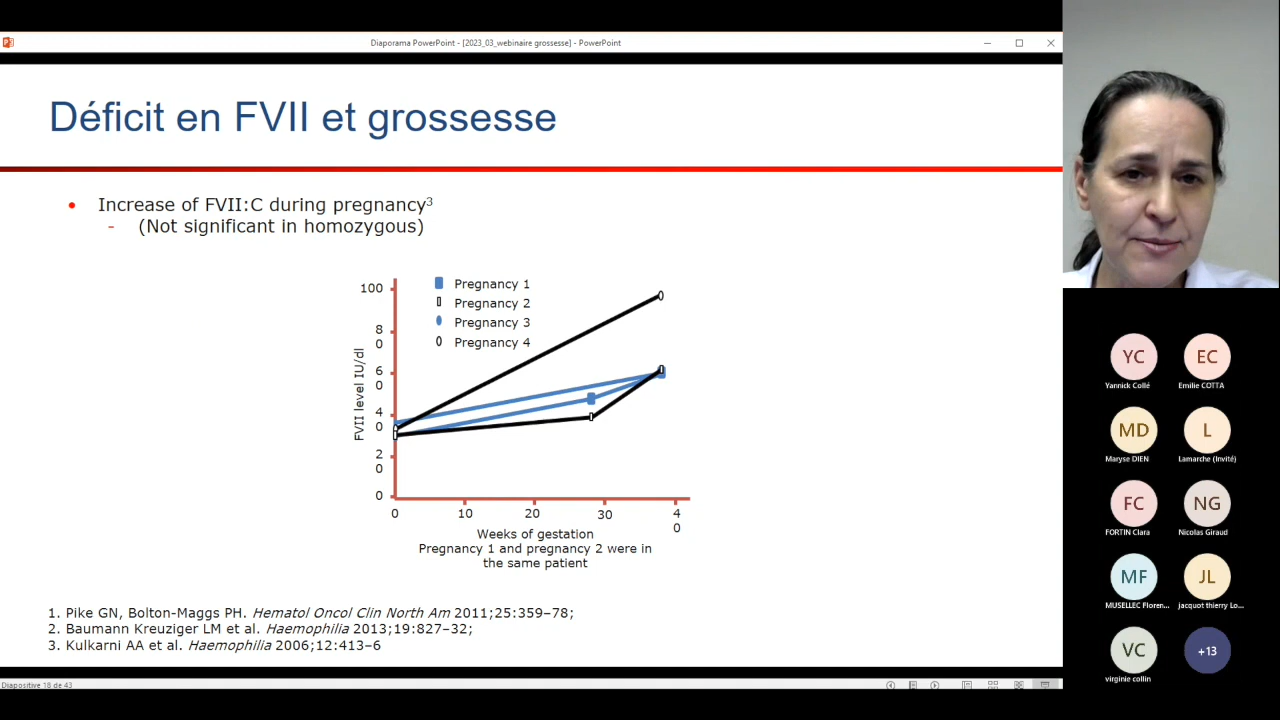 Diaporama PowerPoint - [2023_03_webinaire grossesse] - PowerPoint
Déficit en FVII et grossesse
• Increase of FVII:C during pregnancy³
- (Not significant in homozygous)
100
80
60
40
20
0
FVII level IU/dl
Pregnancy 1
Pregnancy 2
Pregnancy 3
Pregnancy 4
0 10 20 30 40
Weeks of gestation
Pregnancy 1 and pregnancy 2 were in
the same patient
1. Pike GN, Bolton-Maggs PH. Hematol Oncol Clin North Am 2011;25:359–78;
2. Baumann Kreuziger LM et al. Haemophilia 2013;19:827–32;
3. Kulkarni AA et al. Haemophilia 2006;12:413–6
Diapositive 18 de 43
YC EC
Yannick Collé Emilie COTTA
MD L
Maryse DIEN Lamarche (Invité)
FC NG
FORTIN Clara Nicolas Giraud
MF JL
MUSELLEC Floren... jacquot thierry Lo...
VC +13
virginie collin